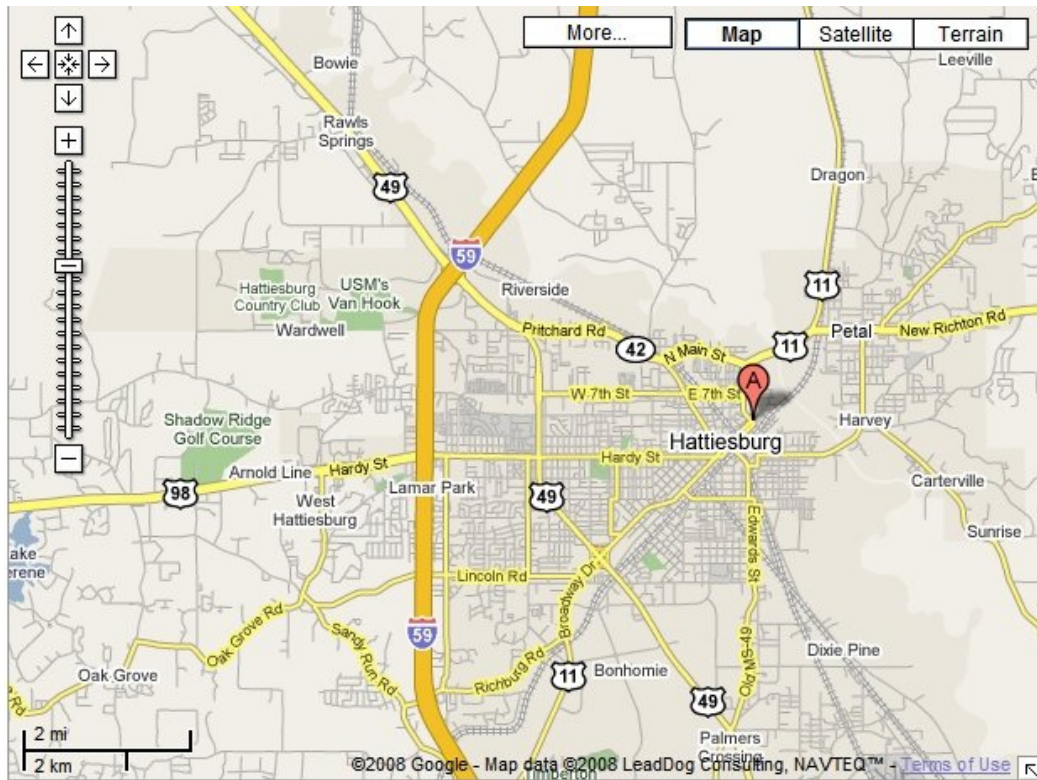 More...
Map
Satellite
Terrain
Leeville
Bowie
Rawls
Springs
49
Dragon
59
11
Hattiesburg
Country Club
USM's
Van Hook
Wardwell
Riverside
Pritchard Rd
42
N Main St
11
Petal
New Richton Rd
A
W 7th St
E 7th St
Shadow Ridge
Golf Course
Harvey
Hattiesburg
Arnold Line
Hardy St
Hardy St
98
Lamar Park
49
West
Hattiesburg
Carterville
Edwards St
Sunrise
Lincoln Rd
Broadway Dr
Oak Grove Rd
Sandy Run Rd
59
Old MS-49
Dixie Pine
Richburg Rd
11
Bonhomie
Oak Grove
49
Palmers
Crossing
2 mi
2 km
©2008 Google - Map data ©2008 LeadDog Consulting, NAVTEQ™ - Terms of Use